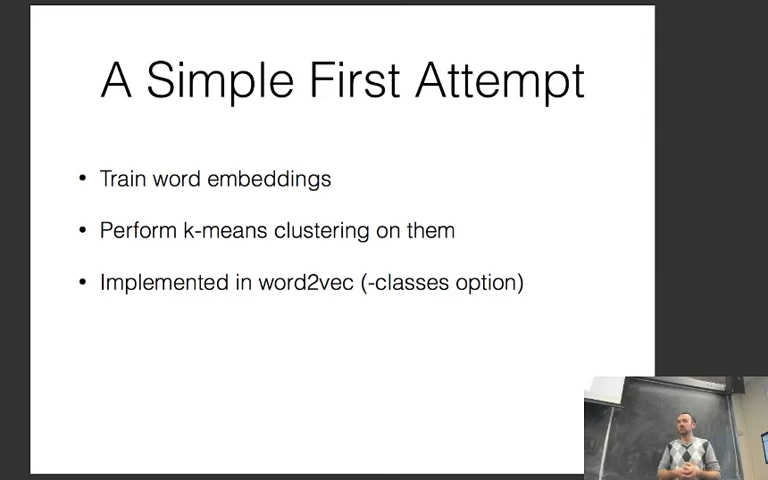 A Simple First Attempt
• Train word embeddings
• Perform k-means clustering on them
• Implemented in word2vec (-classes option)